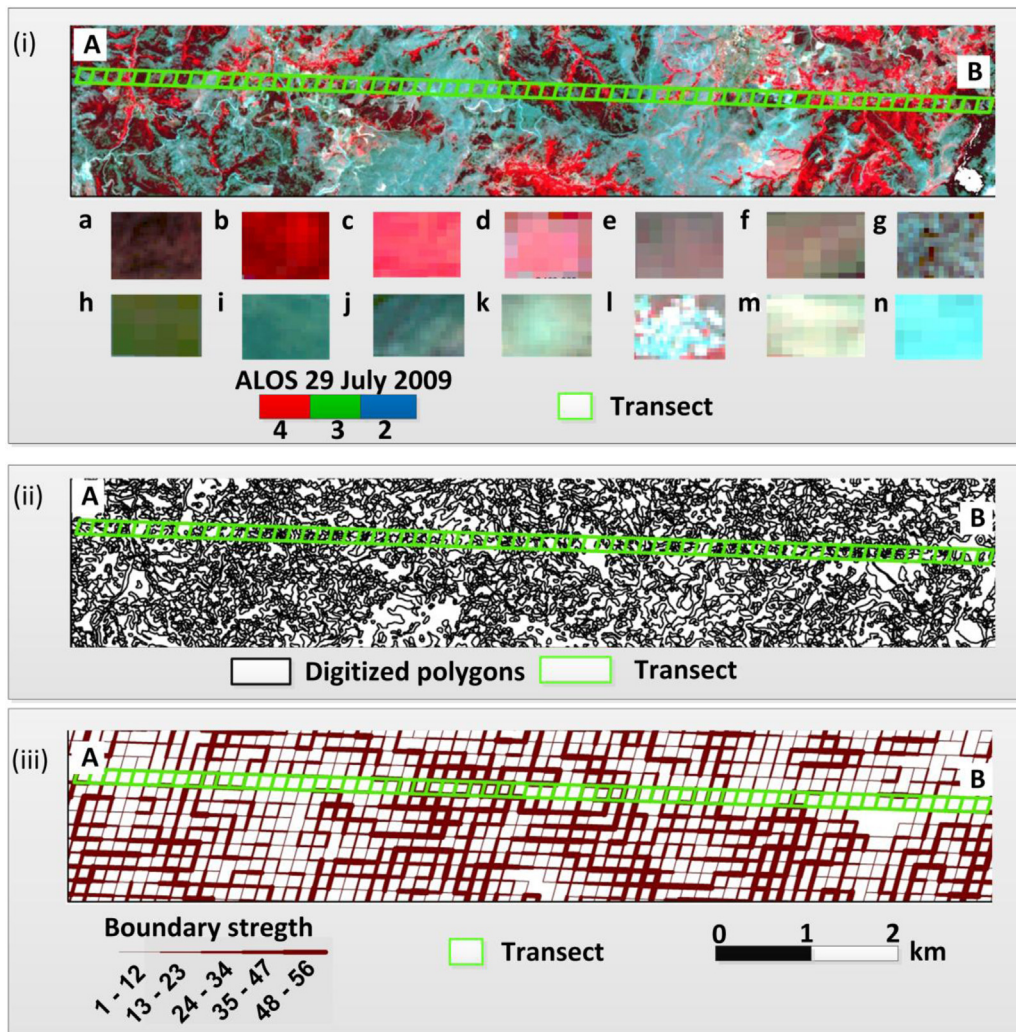 (i)
A
B
a b c d e f g
h i j k l m n
ALOS 29 July 2009
4 3 2
Transect
(ii)
A
B
Digitized polygons Transect
(iii)
A
B
Boundary stregth
1 - 12
13 - 23
24 - 34
35 - 47
48 - 56
Transect
0 1 2
km